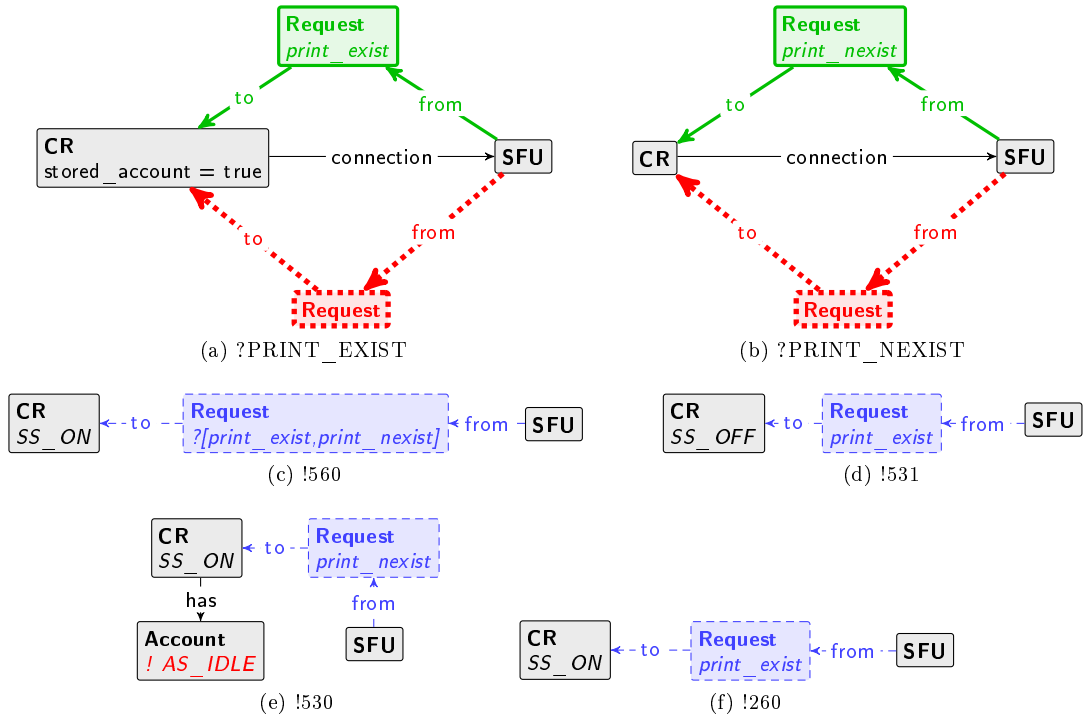 Request
print_exist
to
from
CR
stored_account = true
connection
SFU
to
from
Request
(a) ?PRINT_EXIST
Request
print_nexist
to
from
CR
connection
SFU
to
from
Request
(b) ?PRINT_NEXIST
CR
SS_ON
to
Request
?[print_exist,print_nexist]
from
SFU
(c) !560
CR
SS_OFF
to
Request
print_exist
from
SFU
(d) !531
CR
SS_ON
to
Request
print_nexist
has
from
Account
! AS_IDLE
SFU
(e) !530
CR
SS_ON
to
Request
print_exist
from
SFU
(f) !260